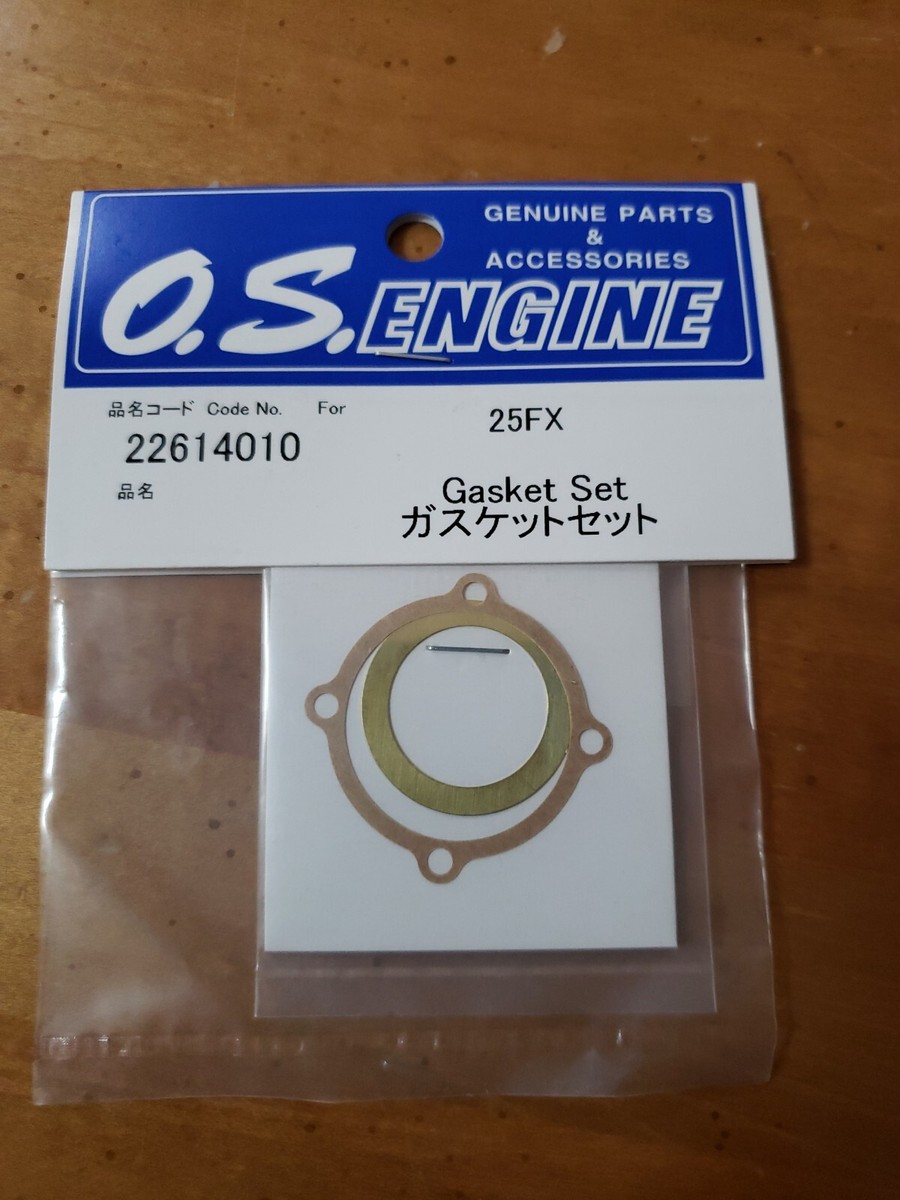 GENUINE PARTS
&
ACCESSORIES
O.S.ENGINE
品名コード Code No. For
25FX
22614010
品名
Gasket Set
ガスケットセット